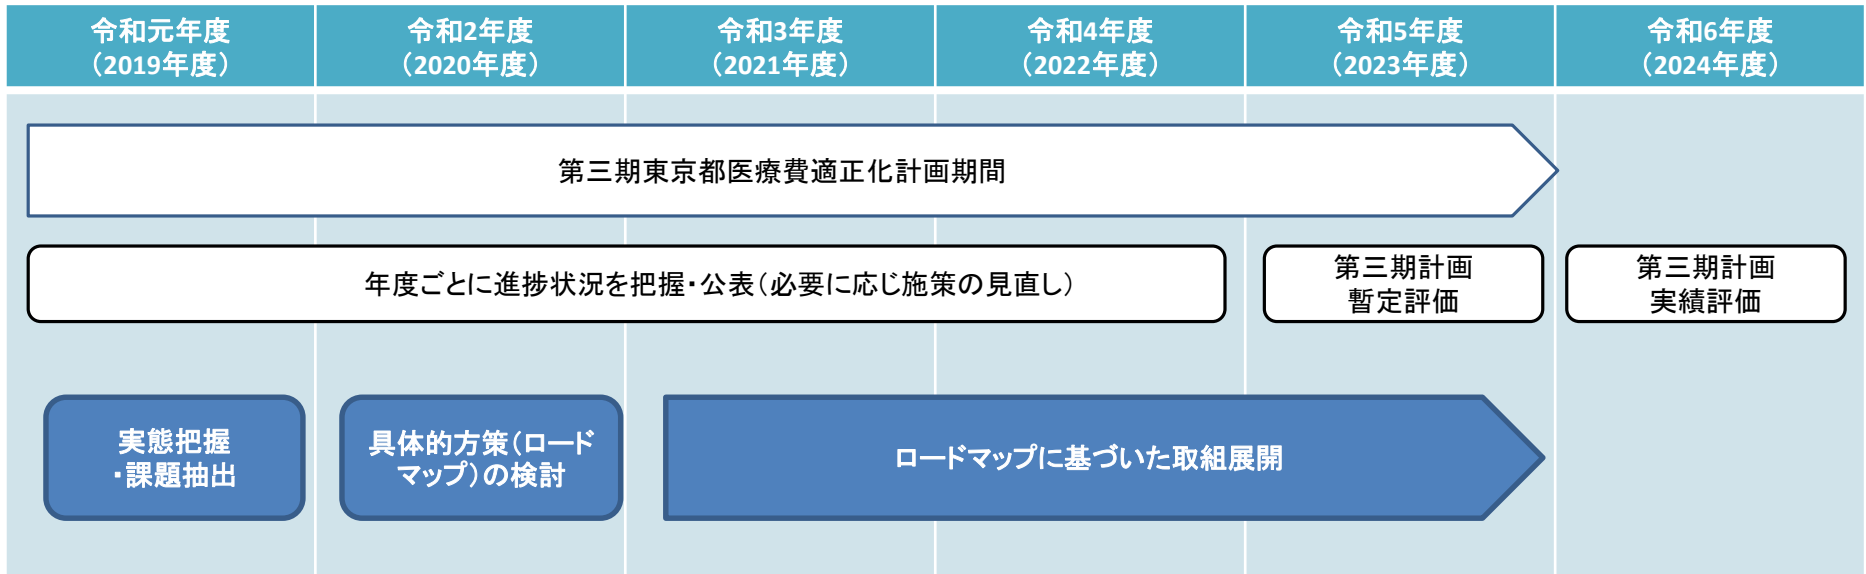 令和元年度
（2019年度）
令和2年度
（2020年度）
令和3年度
（2021年度）
令和4年度
（2022年度）
令和5年度
（2023年度）
令和6年度
（2024年度）
第三期東京都医療費適正化計画期間
年度ごとに進捗状況を把握・公表（必要に応じ施策の見直し）
第三期計画
暫定評価
第三期計画
実績評価
実態把握
・課題抽出
具体的方策（ロード
マップ）の検討
ロードマップに基づいた取組展開